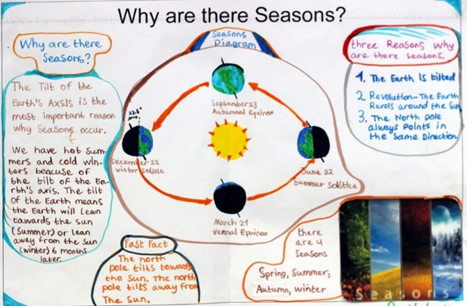 Why are there Seasons?
Why are there
Seasons?
The Tilt of the
Earth's Axis is the
most important reason
why Seasons occur.
We have hot sum
mers and cold win
ters because of
the tilt of the Ea
rth's axis. The tilt
of the Earth means
the Earth will Lean
towards the sun
(summer) or lean
away from the Sun
(winter) 6 months
later.
Seasons
Diagram
September 23
Autumnal Equinox
December 22
winter
June 22
Summer Solstice
March 21
Vernal Equinox
Fast Fact
The north
pole tilts towards
the sun. The north
pole tilts away from
The Sun.
three Reasons Why
are there seasons.
1. The Earth is tilted
2 Revolution-The Earth
around the Sun
3. The North pole
always Points in
the Same Direction
there
are 4
Seasons
Spring, Summer,
Autumn, winter
Seasons